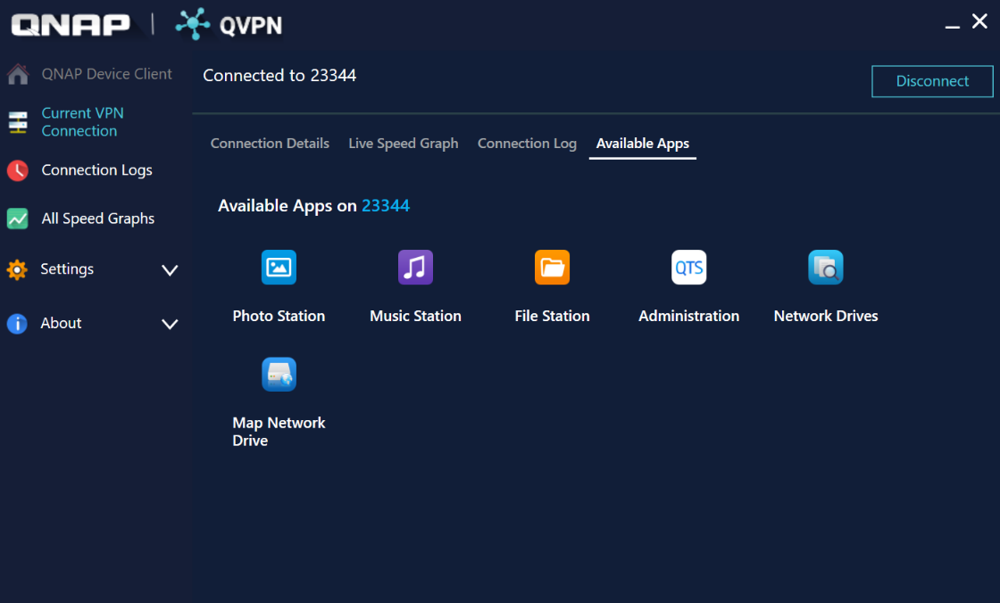 QNAP | QVPN
QNAP Device Client
Current VPN
Connection
Connection Logs
All Speed Graphs
Settings
About
Connected to 23344
Disconnect
Connection Details
Live Speed Graph
Connection Log
Available Apps
Available Apps on 23344
Photo Station
Music Station
File Station
QTS
Administration
Network Drives
Map Network
Drive